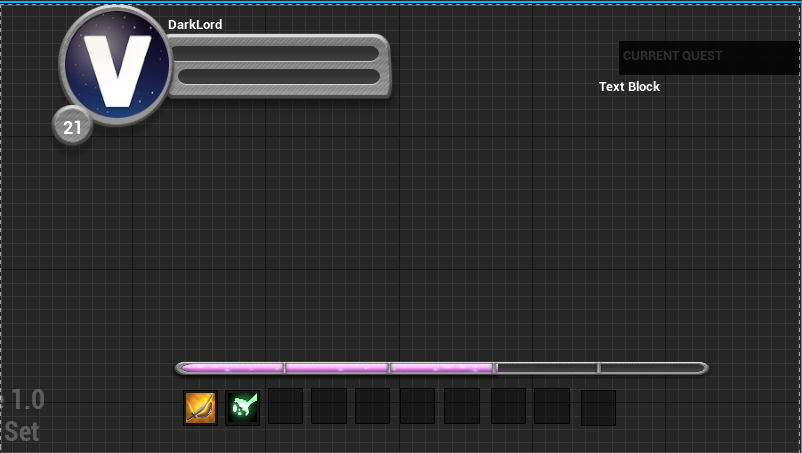 DarkLord
V
CURRENT QUEST
Text Block
21
1.0
Set